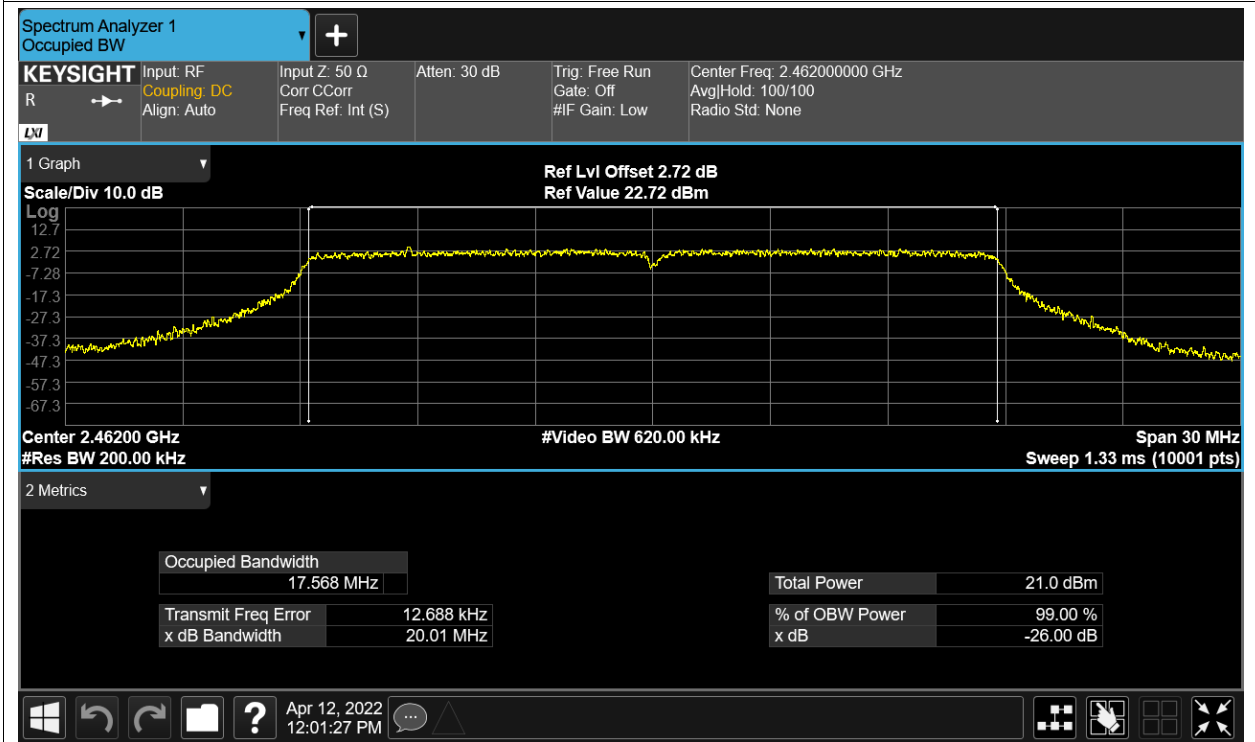 Spectrum Analyzer 1
Occupied BW
KEYSIGHT
R
LXI
Input: RF
Coupling: DC
Align: Auto
Input Z: 50 Ω
Corr CCorr
Freq Ref: Int (S)
Atten: 30 dB
Trig: Free Run
Gate: Off
#IF Gain: Low
Center Freq: 2.462000000 GHz
Avg|Hold: 100/100
Radio Std: None
1 Graph
Scale/Div 10.0 dB
Ref Lvl Offset 2.72 dB
Ref Value 22.72 dBm
Log
12.7
2.72
-7.28
-17.3
-27.3
-37.3
-47.3
-57.3
-67.3
Center 2.46200 GHz
#Video BW 620.00 kHz
Span 30 MHz
#Res BW 200.00 kHz
Sweep 1.33 ms (10001 pts)
2 Metrics
Occupied Bandwidth
17.568 MHz
Transmit Freq Error 12.688 kHz
x dB Bandwidth 20.01 MHz
Total Power 21.0 dBm
% of OBW Power 99.00 %
x dB -26.00 dB
?
Apr 12, 2022
12:01:27 PM